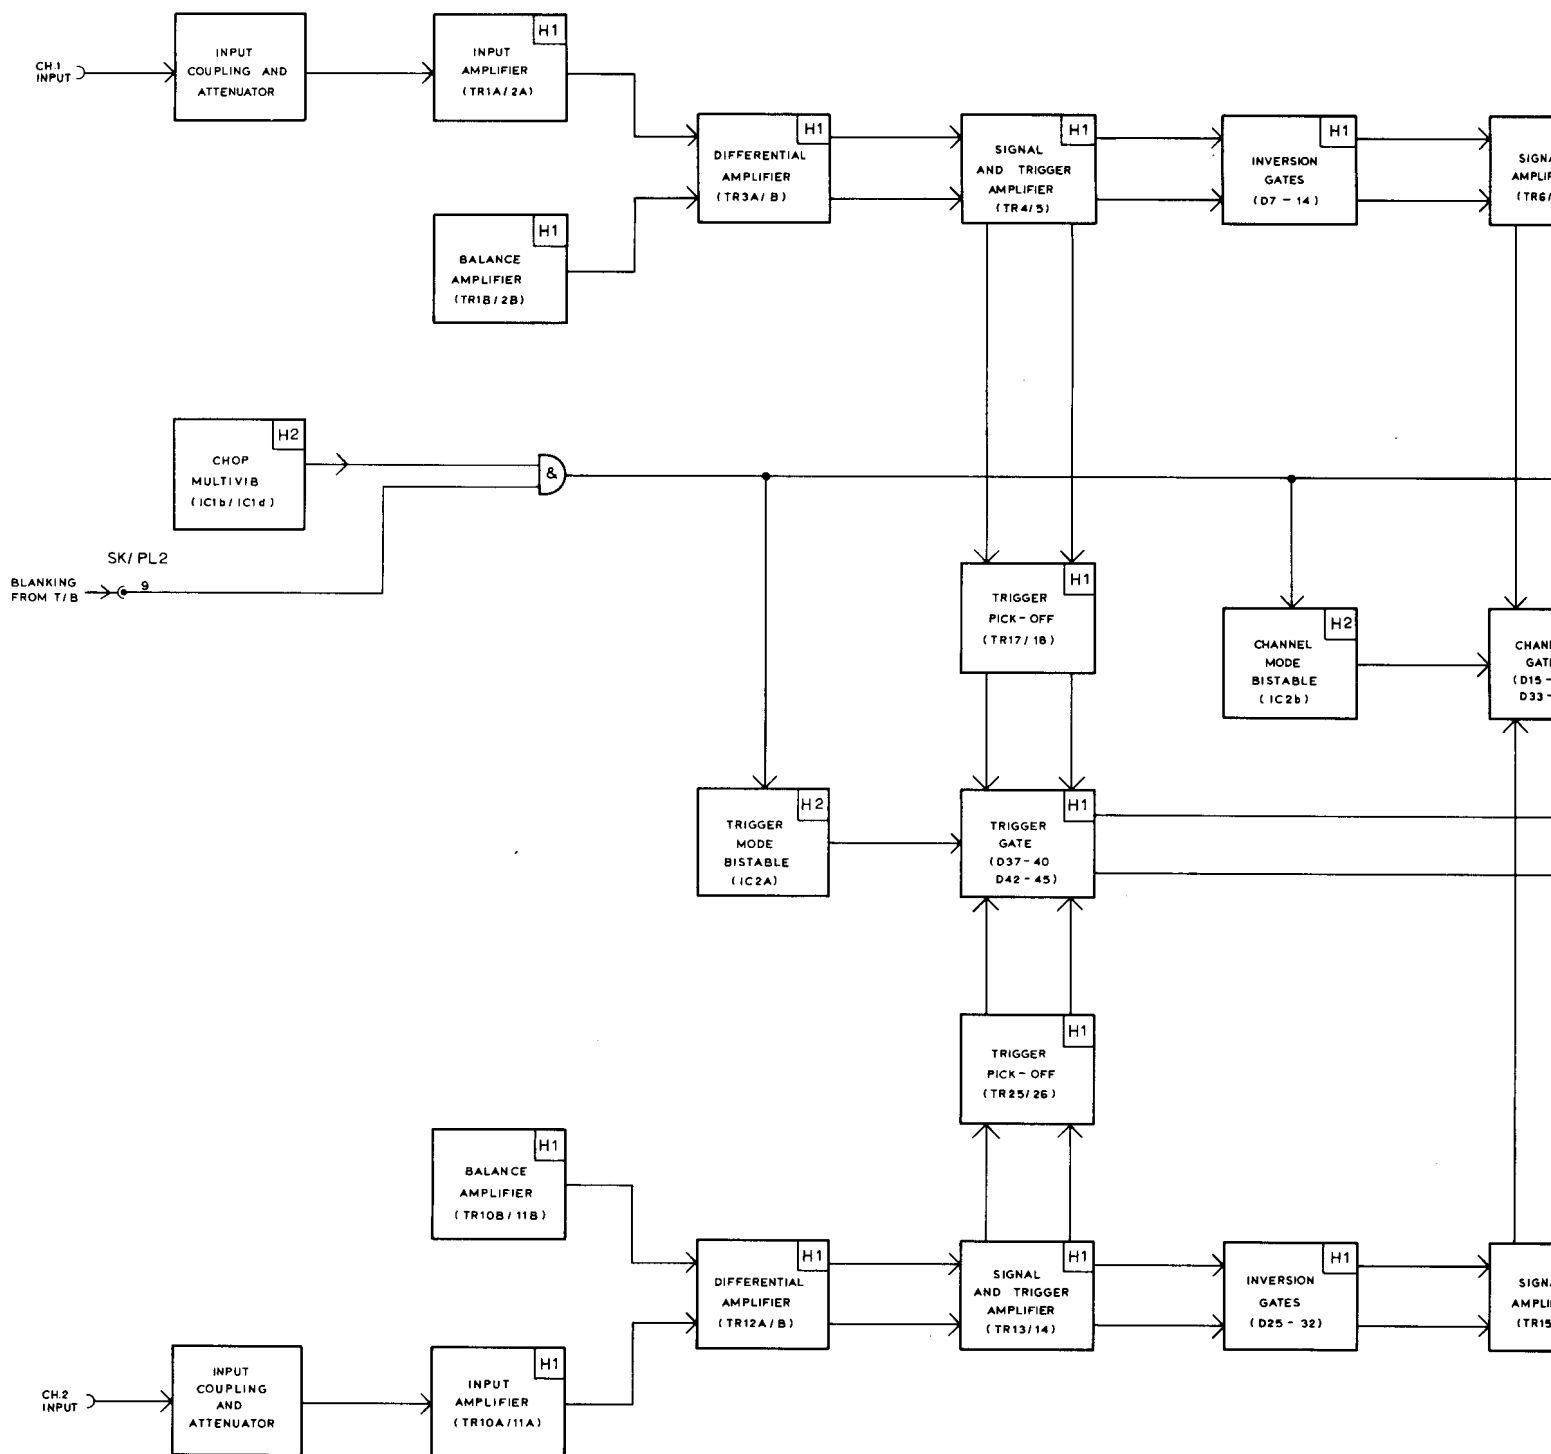 H1
INPUT
COUPLING AND
ATTENUATOR
CH.1
INPUT
INPUT
AMPLIFIER
(TR1A/2A)
H1
DIFFERENTIAL
AMPLIFIER
(TR3A/B)
H1
SIGNAL
AND TRIGGER
AMPLIFIER
(TR4/5)
H1
INVERSION
GATES
(D7-14)
(TR6/
H1
BALANCE
AMPLIFIER
(TR1B/2B)
H2
CHOP
MULTIVIB
(IC1b/IC1d)
&
SK/PL2
BLANKING
FROM T/B
9
H1
TRIGGER
PICK-OFF
(TR17/18)
H2
CHANNEL
MODE
BISTABLE
(IC2b)
(D15-
D33-
H2
TRIGGER
MODE
BISTABLE
(IC2A)
H1
TRIGGER
GATE
(D37-40
D42-45)
H1
TRIGGER
PICK-OFF
(TR25/26)
H1
BALANCE
AMPLIFIER
(TR10B/11B)
H1
DIFFERENTIAL
AMPLIFIER
(TR12A/B)
H1
SIGNAL
AND TRIGGER
AMPLIFIER
(TR13/14)
H1
INVERSION
GATES
(D25-32)
(TR15
CH.2
INPUT
INPUT
COUPLING
AND
ATTENUATOR
H1
INPUT
AMPLIFIER
(TR10A/11A)